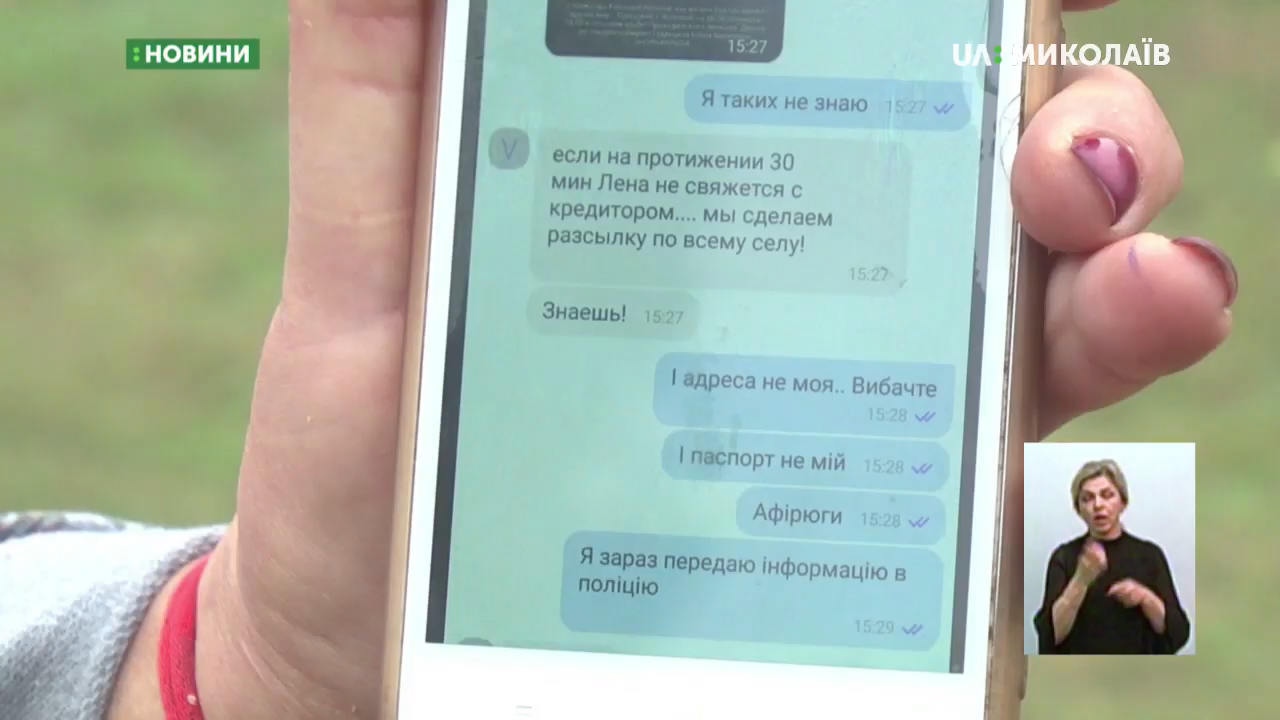 :НОВИНИ
UA:МИКОЛАЇВ
15:27
Я таких не знаю 15:27
V
если на протижении 30
мин Лена не свяжется с
кредитором.... мы сделаем
разсылку по всему селу!
15:27
Знаешь! 15:27
І адреса не моя.. Вибачте
15:28
І паспорт не мій 15:28
Афірюги 15:28
Я зараз передаю інформацію в
поліцію
15:29